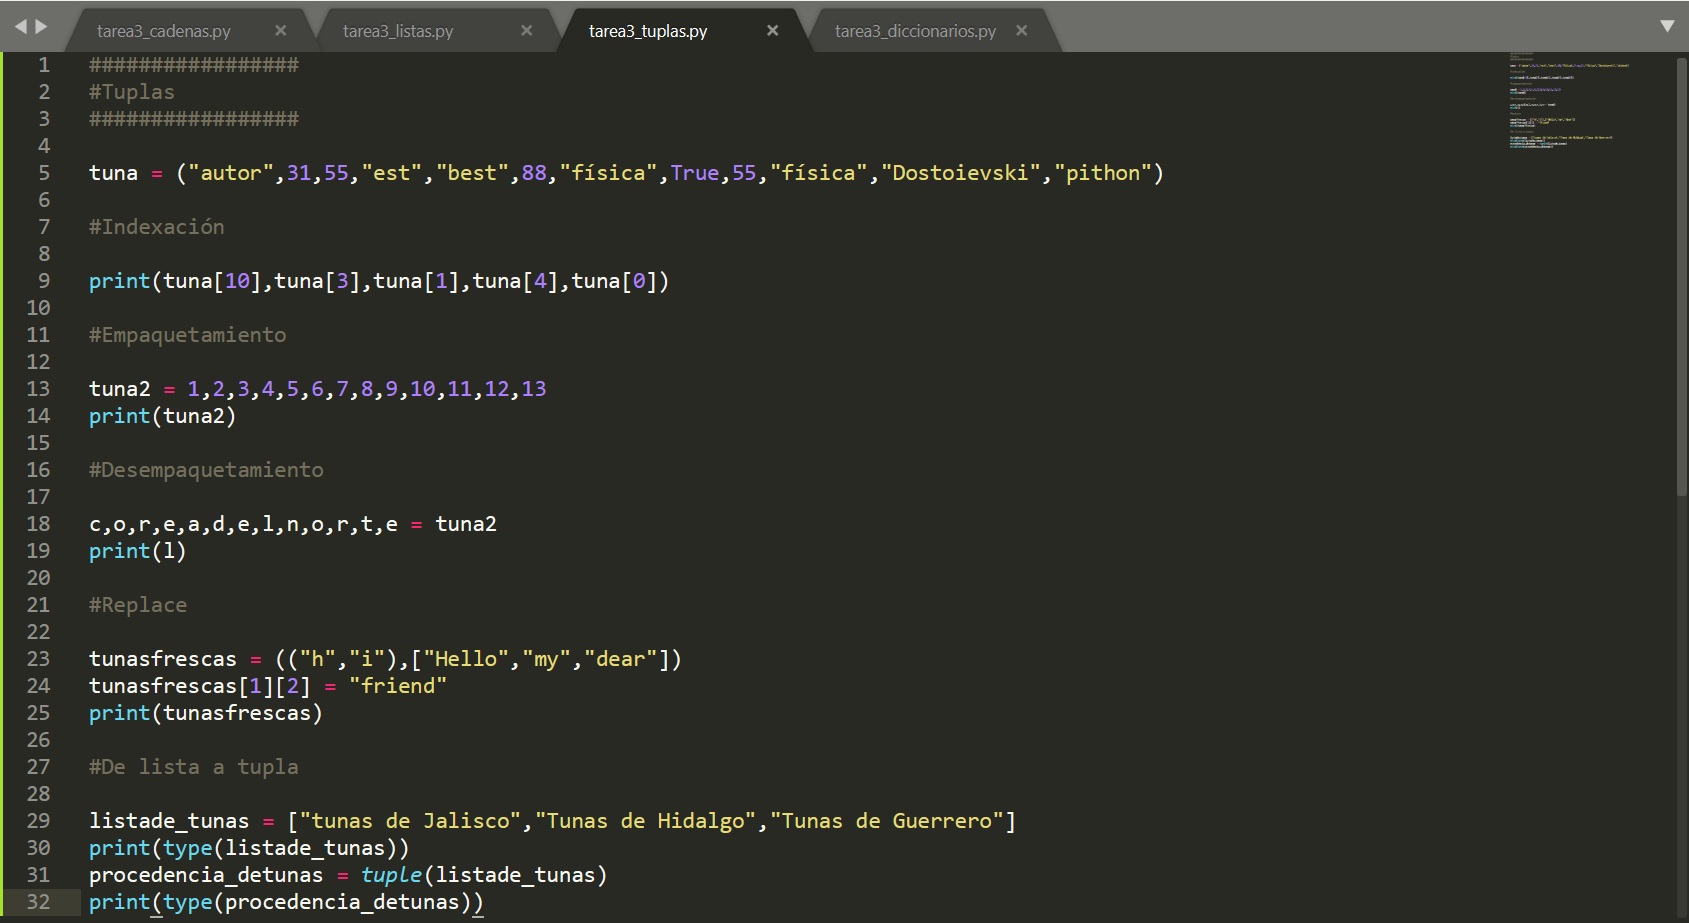 tarea3_cadenas.py × tarea3_listas.py × tarea3_tuplas.py × tarea3_diccionarios.py ×
1 #################
2 #Tuplas
3 #################
4
5 tuna = ("autor",31,55,"est","best",88,"física",True,55,"física","Dostoievski","pithon")
6
7 #Indexación
8
9 print(tuna[10],tuna[3],tuna[1],tuna[4],tuna[0])
10
11 #Empaquetamiento
12
13 tuna2 = 1,2,3,4,5,6,7,8,9,10,11,12,13
14 print(tuna2)
15
16 #Desempaquetamiento
17
18 c,o,r,e,a,d,e,l,n,o,r,t,e = tuna2
19 print(l)
20
21 #Replace
22
23 tunasfrescas = (("h","i"),["Hello","my","dear"])
24 tunasfrescas[1][2] = "friend"
25 print(tunasfrescas)
26
27 #De lista a tupla
28
29 listade_tunas = ["tunas de Jalisco","Tunas de Hidalgo","Tunas de Guerrero"]
30 print(type(listade_tunas))
31 procedencia_detunas = tuple(listade_tunas)
32 print(type(procedencia_detunas))